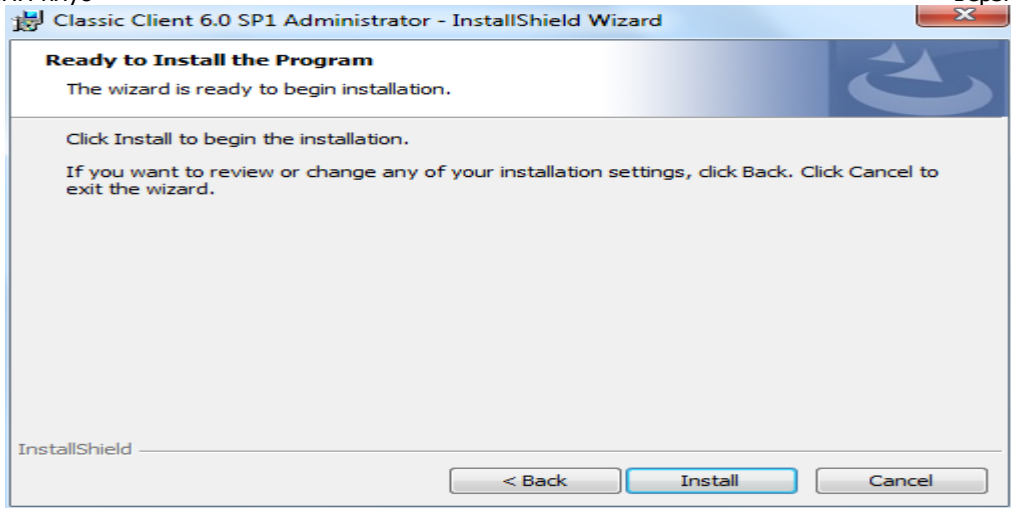 Classic Client 6.0 SP1 Administrator - InstallShield Wizard
Ready to Install the Program
The wizard is ready to begin installation.
Click Install to begin the installation.
If you want to review or change any of your installation settings, click Back. Click Cancel to
exit the wizard.
InstallShield
< Back Install Cancel